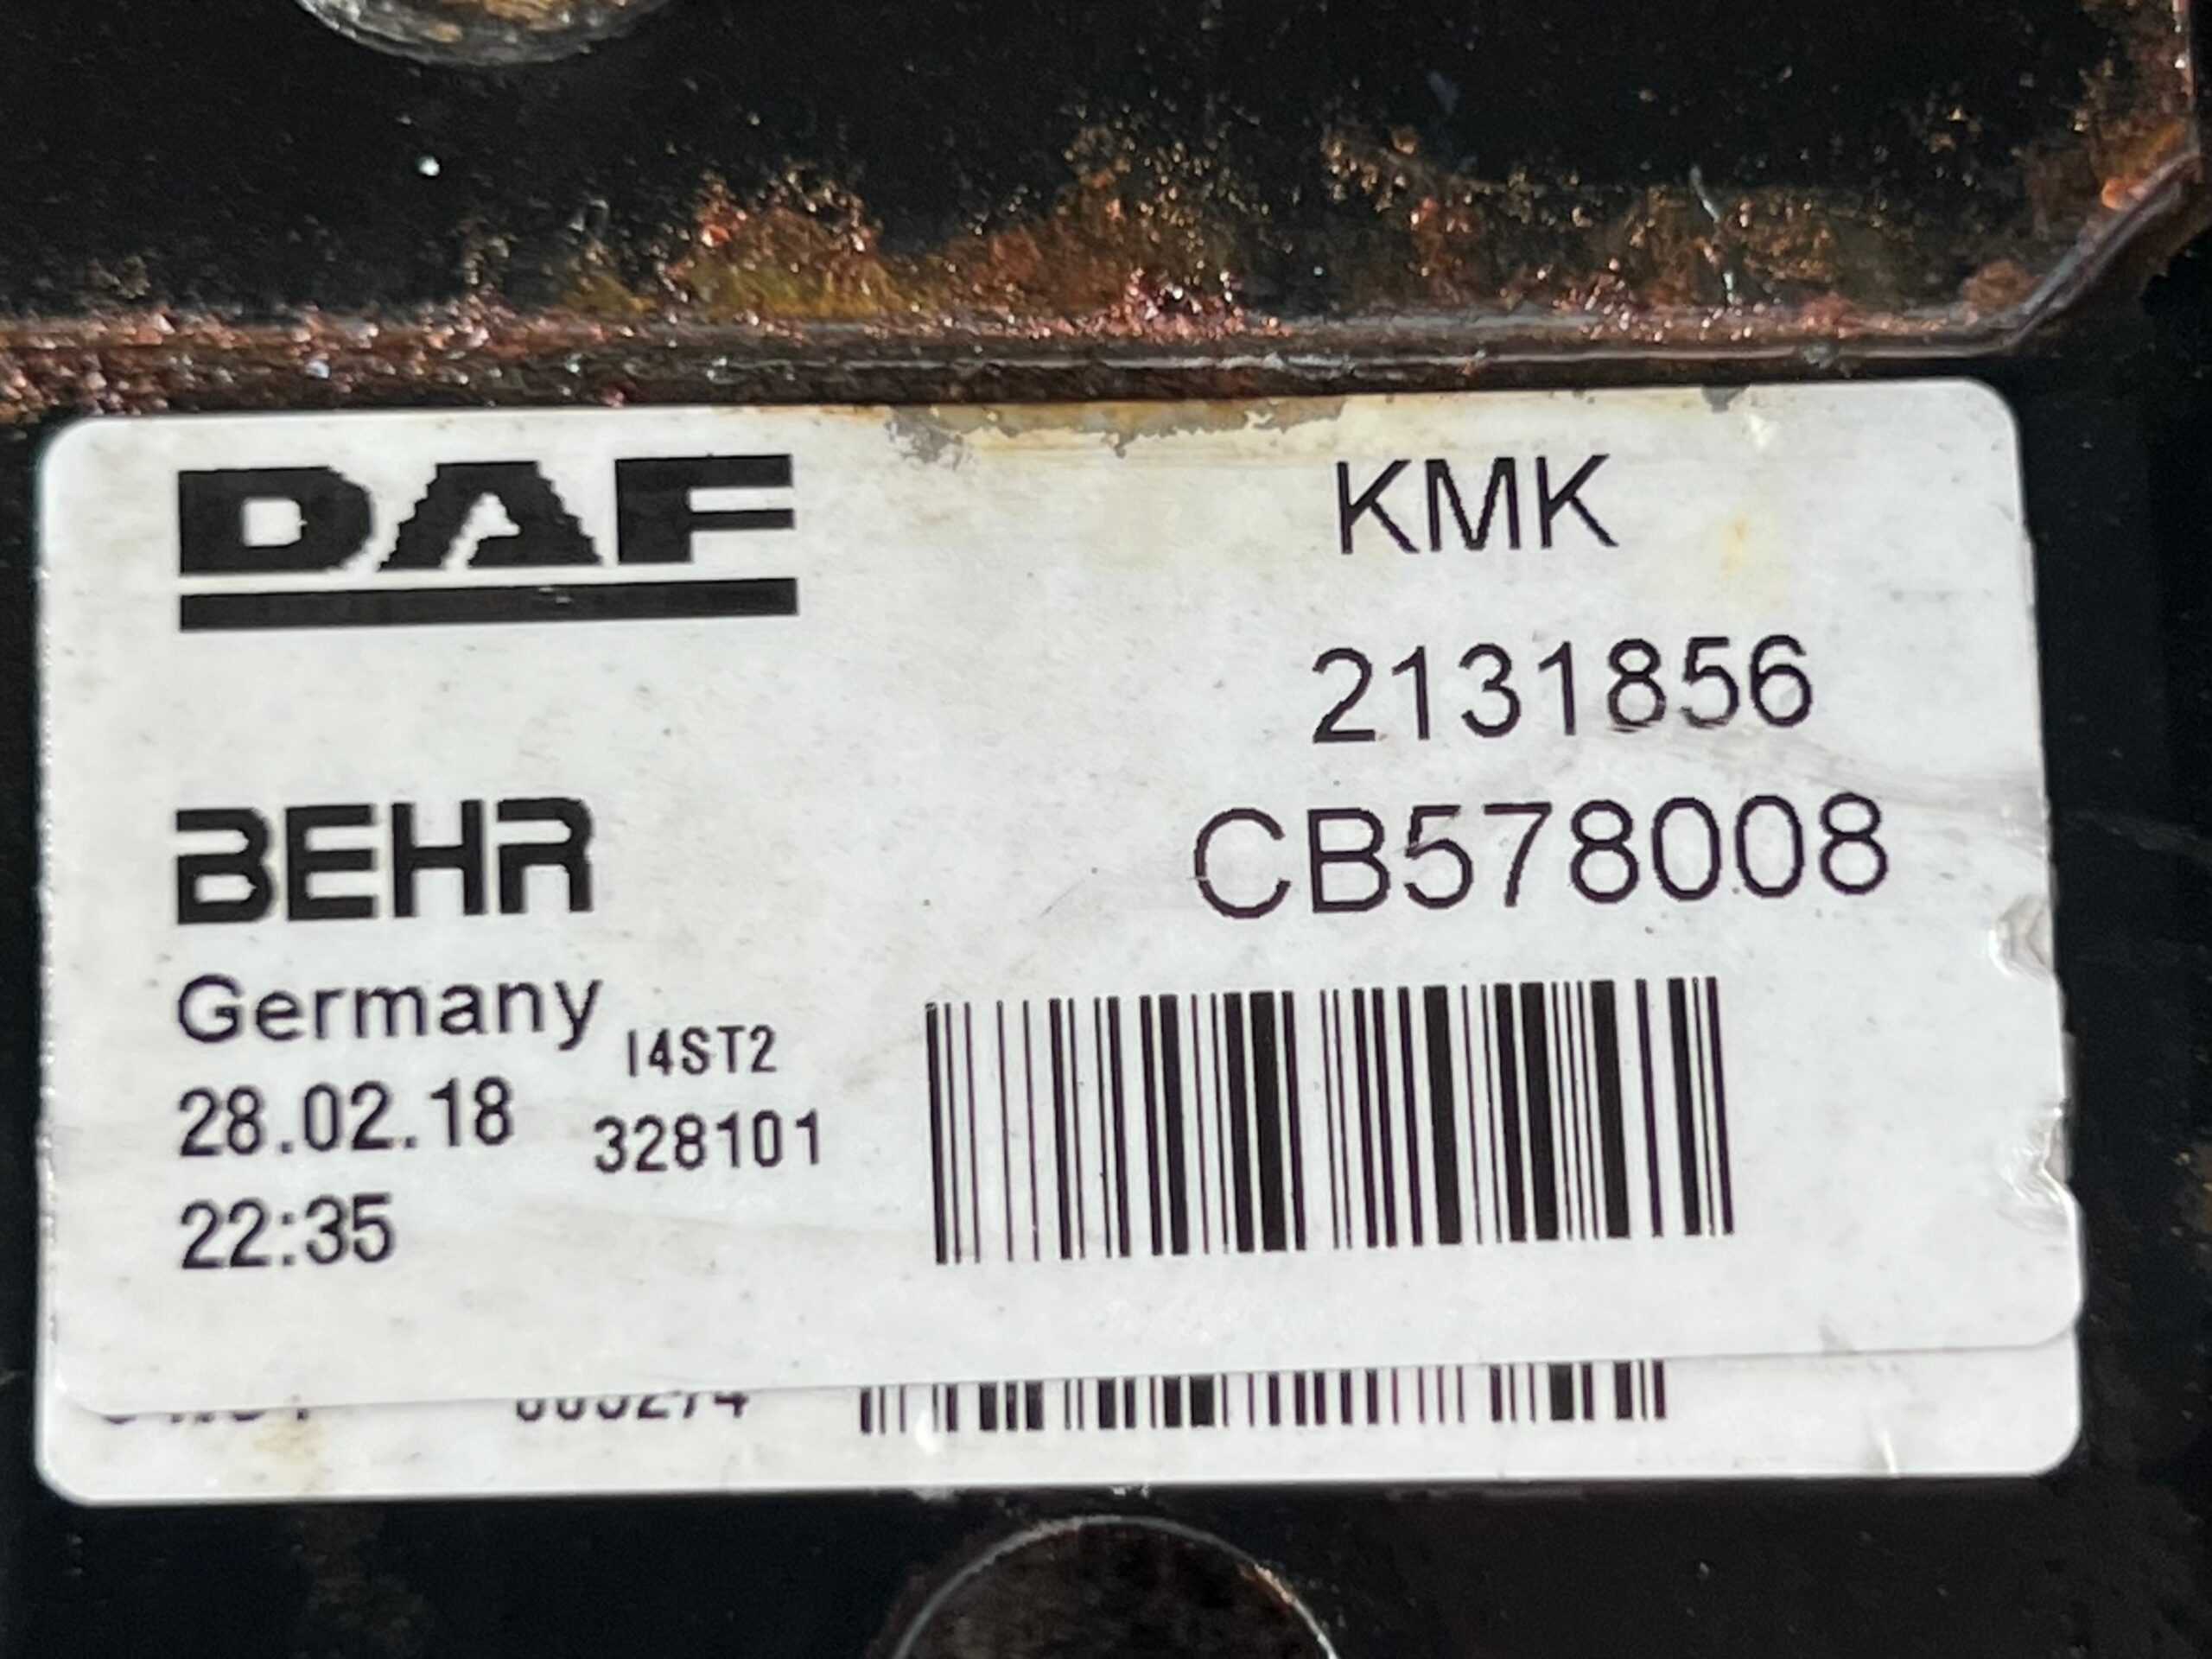 DAF
KMK
2131856
BEHR
CB578008
Germany
I4ST2
28.02.18
328101
22:35